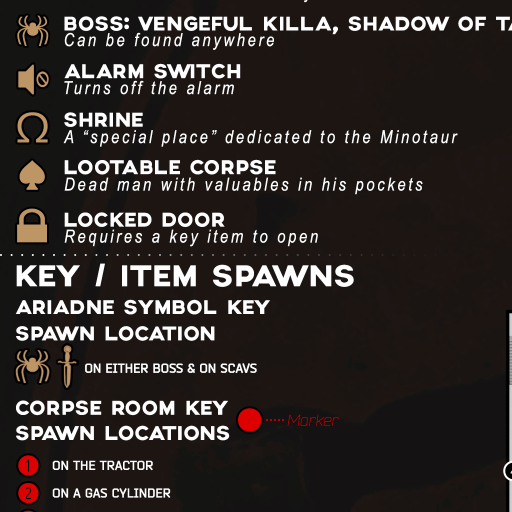 BOSS: VENGEFUL KILLA, SHADOW OF
Can be found anywhere
ALARM SWITCH
Turns off the alarm
SHRINE
A “special place” dedicated to the Minotaur
LOOTABLE CORPSE
Dead man with valuables in his pockets
LOCKED DOOR
Requires a key item to open
KEY / ITEM SPAWNS
ARIADNE SYMBOL KEY
SPAWN LOCATION
ON EITHER BOSS & ON SCAVS
CORPSE ROOM KEY
SPAWN LOCATIONS
Marker
1 ON THE TRACTOR
2 ON A GAS CYLINDER